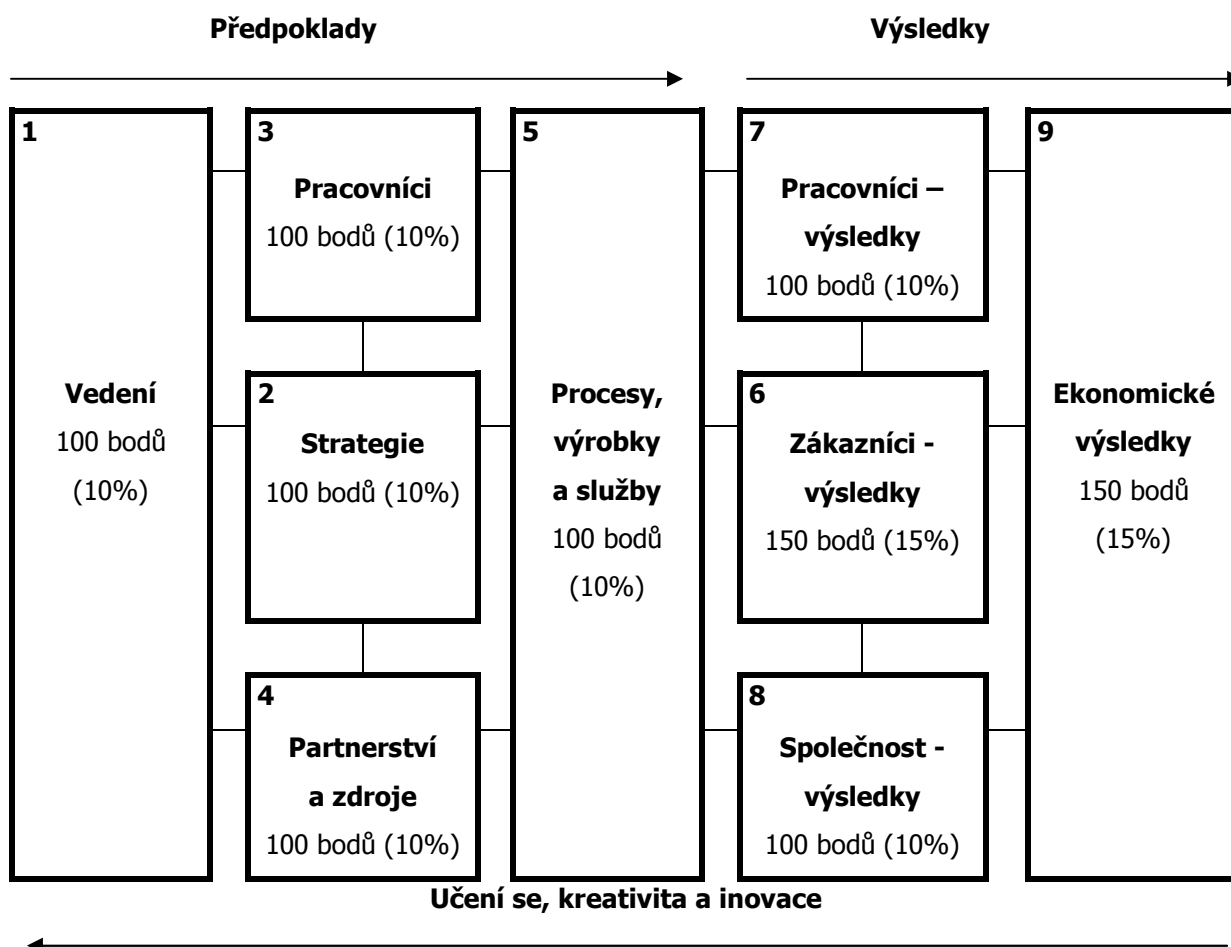 Předpoklady
Výsledky
1
Vedení
100 bodů
(10%)
3
Pracovníci
100 bodů (10%)
2
Strategie
100 bodů (10%)
4
Partnerství
a zdroje
100 bodů (10%)
5
Procesy,
výrobky
a služby
100 bodů
(10%)
7
Pracovníci –
výsledky
100 bodů (10%)
6
Zákazníci -
výsledky
150 bodů (15%)
8
Společnost -
výsledky
100 bodů (10%)
9
Ekonomické
výsledky
150 bodů
(15%)
Učení se, kreativita a inovace